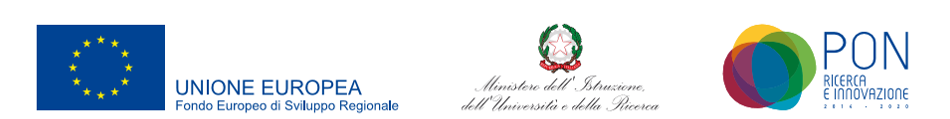 UNIONE EUROPEA
Fondo Europeo di Sviluppo Regionale
Ministero dell'Istruzione,
dell'Università e della Ricerca
PON
RICERCA
E INNOVAZIONE
2014 - 2020